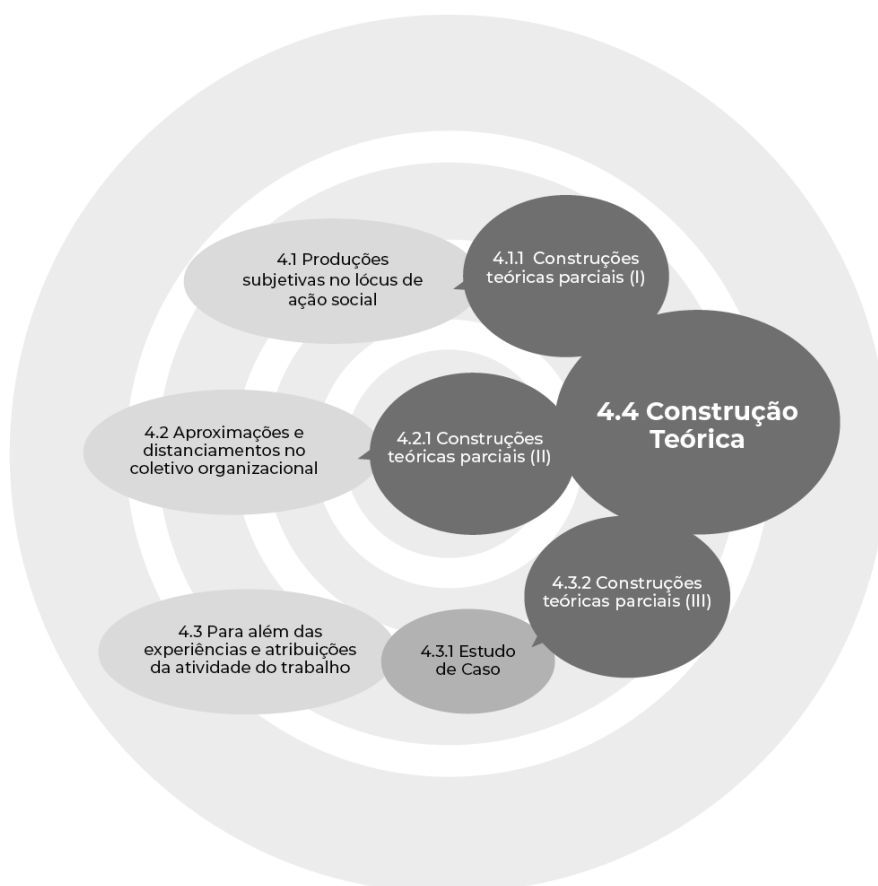 4.1 Produções
subjetivas no lócus de
ação social
4.1.1 Construções
teóricas parciais (I)
4.4 Construção
Teórica
4.2 Aproximações e
distanciamentos no
coletivo organizacional
4.2.1 Construções
teóricas parciais (II)
4.3 Para além das
experiências e atribuições
da atividade do trabalho
4.3.1 Estudo
de Caso
4.3.2 Construções
teóricas parciais (III)